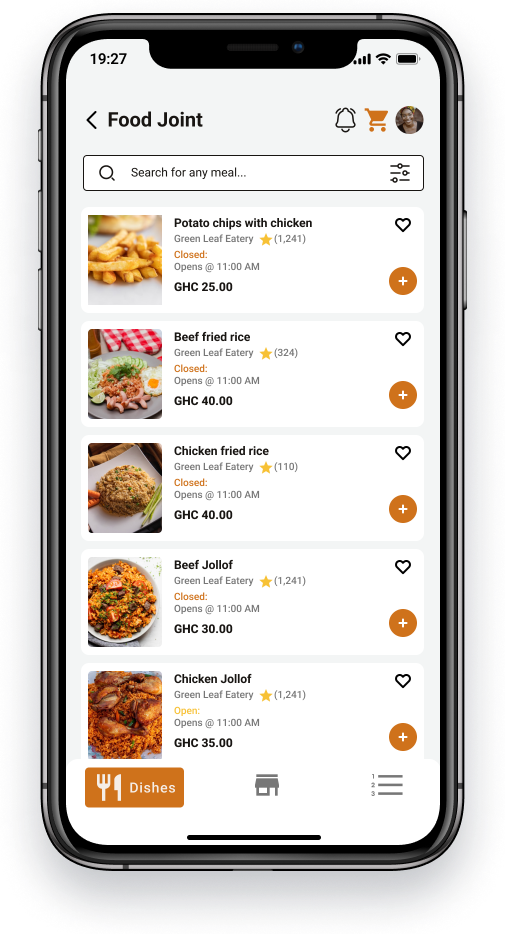 19:27
Food Joint
Search for any meal...
Potato chips with chicken
Green Leaf Eatery (1,241)
Closed:
Opens @ 11:00 AM
GHC 25.00
+
Beef fried rice
Green Leaf Eatery (324)
Closed:
Opens @ 11:00 AM
GHC 40.00
+
Chicken fried rice
Green Leaf Eatery (110)
Closed:
Opens @ 11:00 AM
GHC 40.00
+
Beef Jollof
Green Leaf Eatery (1,241)
Closed:
Opens @ 11:00 AM
GHC 30.00
+
Chicken Jollof
Green Leaf Eatery (1,241)
Open:
Opens @ 11:00 AM
GHC 35.00
+
Dishes
1
2
3